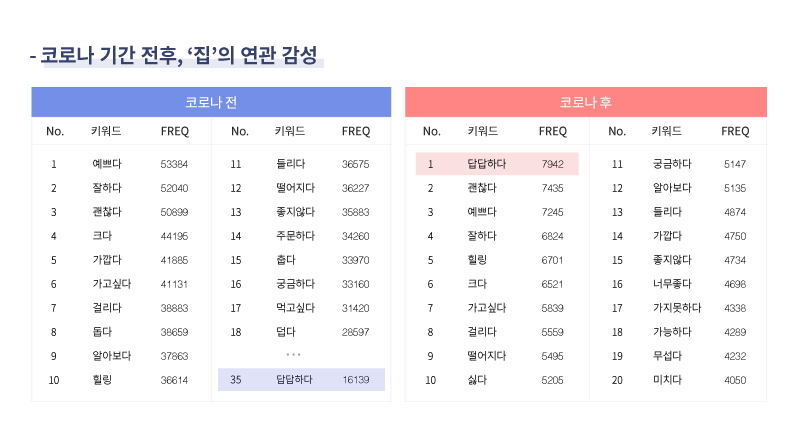 - 코로나 기간 전후, ‘집’의 연관 감성
코로나 전
No. 키워드 FREQ No. 키워드 FREQ
1 예쁘다 53384 11 들리다 36575
2 잘하다 52040 12 떨어지다 36227
3 괜찮다 50899 13 좋지않다 35883
4 크다 44195 14 주문하다 34260
5 가깝다 41885 15 춥다 33970
6 가고싶다 41131 16 궁금하다 33160
7 걸리다 38883 17 먹고싶다 31420
8 돕다 38659 18 덥다 28597
9 알아보다 37863 ...
10 힐링 36614 35 답답하다 16139
코로나 후
No. 키워드 FREQ No. 키워드 FREQ
1 답답하다 7942 11 궁금하다 5147
2 괜찮다 7435 12 알아보다 5135
3 예쁘다 7245 13 들리다 4874
4 잘하다 6824 14 가깝다 4750
5 힐링 6701 15 좋지않다 4734
6 크다 6521 16 너무좋다 4698
7 가고싶다 5839 17 가지못하다 4338
8 걸리다 5559 18 가능하다 4289
9 떨어지다 5495 19 무섭다 4232
10 싫다 5205 20 미치다 4050